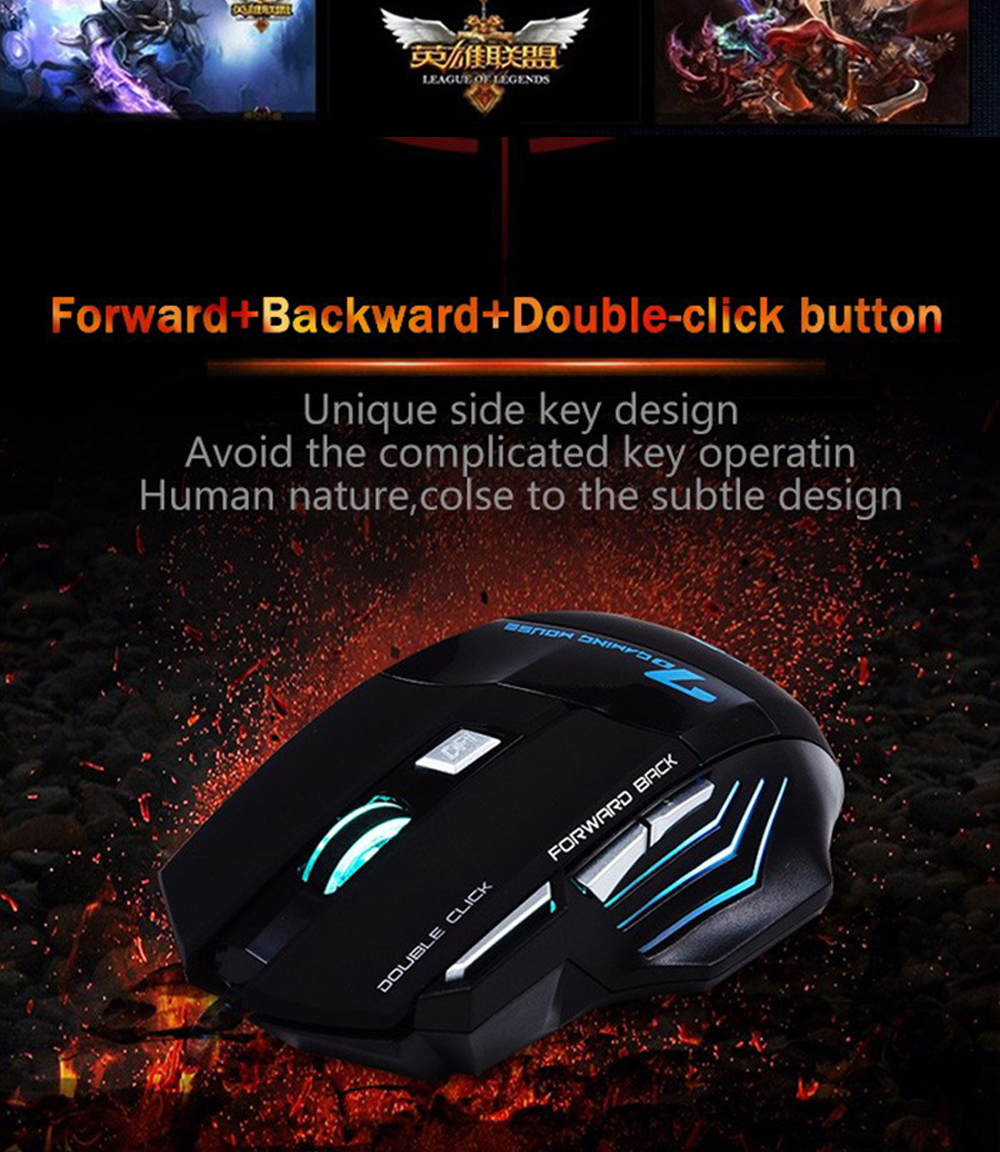 英雄联盟
英雄联盟
LEAGUE OF LEGENDS
Forward+Backward+Double-click button
Unique side key design
Avoid the complicated key operatin
Human nature,colse to the subtle design
7D GAMING MOUSE
DPI
FORWARD BACK
DOUBLE CLICK